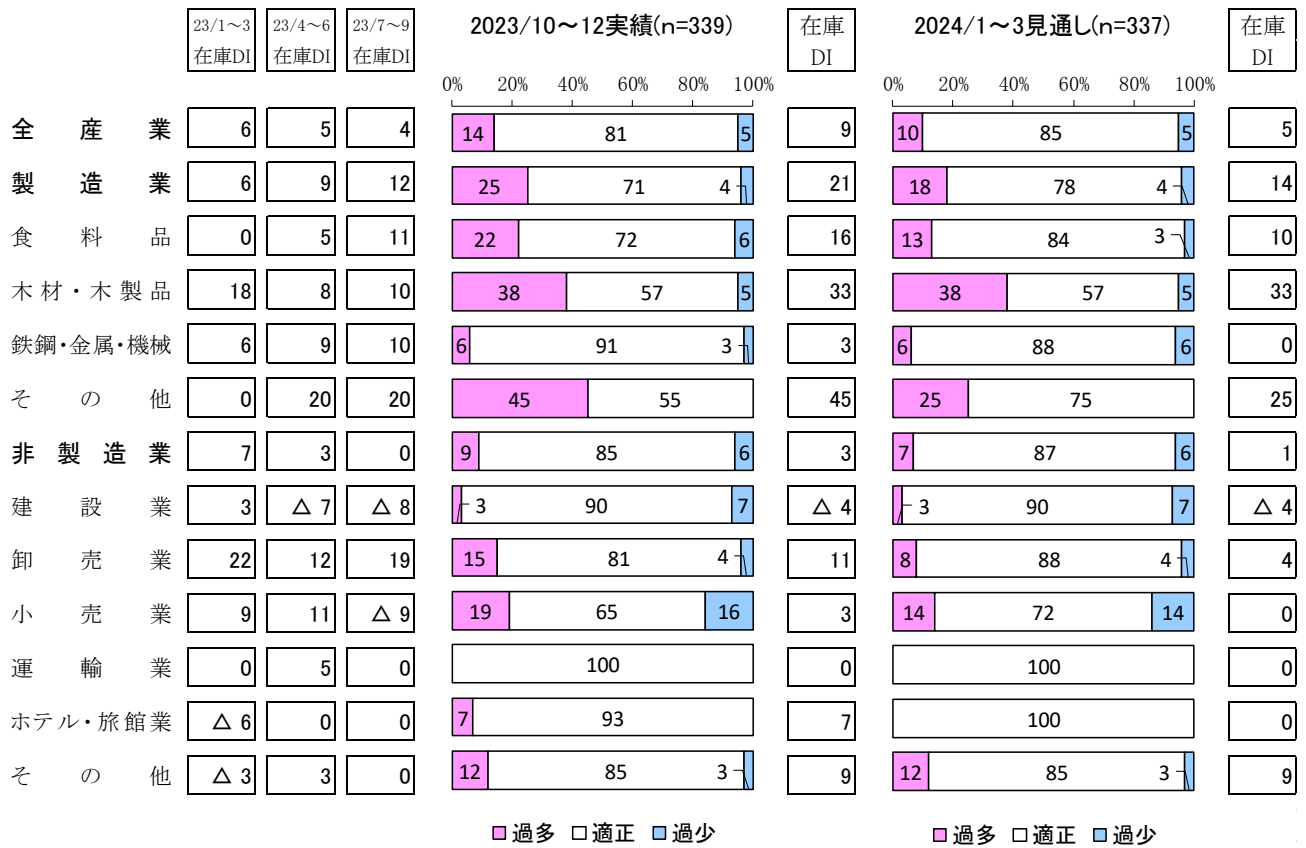 23/1～3 在庫DI 23/4～6 在庫DI 23/7～9 在庫DI 2023/10～12実績(n=339) 在庫DI 2024/1～3見通し(n=337) 在庫DI
0% 20% 40% 60% 80% 100% 0% 20% 40% 60% 80% 100%
全産業 6 5 4 14 81 5 9 10 85 5 5
製造業 6 9 12 25 71 4 21 18 78 4 14
食料品 0 5 11 22 72 6 16 13 84 3 10
木材・木製品 18 8 10 38 57 5 33 38 57 5 33
鉄鋼・金属・機械 6 9 10 6 91 3 3 6 88 6 0
その他 0 20 20 45 55 45 25 75 25
非製造業 7 3 0 9 85 6 3 7 87 6 1
建設業 3 △ 7 △ 8 3 90 7 △ 4 3 90 7 △ 4
卸売業 22 12 19 15 81 4 11 8 88 4 4
小売業 9 11 △ 9 19 65 16 3 14 72 14 0
運輸業 0 5 0 100 0 100 0
ホテル・旅館業 △ 6 0 0 7 93 7 100 0
その他 △ 3 3 0 12 85 3 9 12 85 3 9
過多 適正 過少 過多 適正 過少